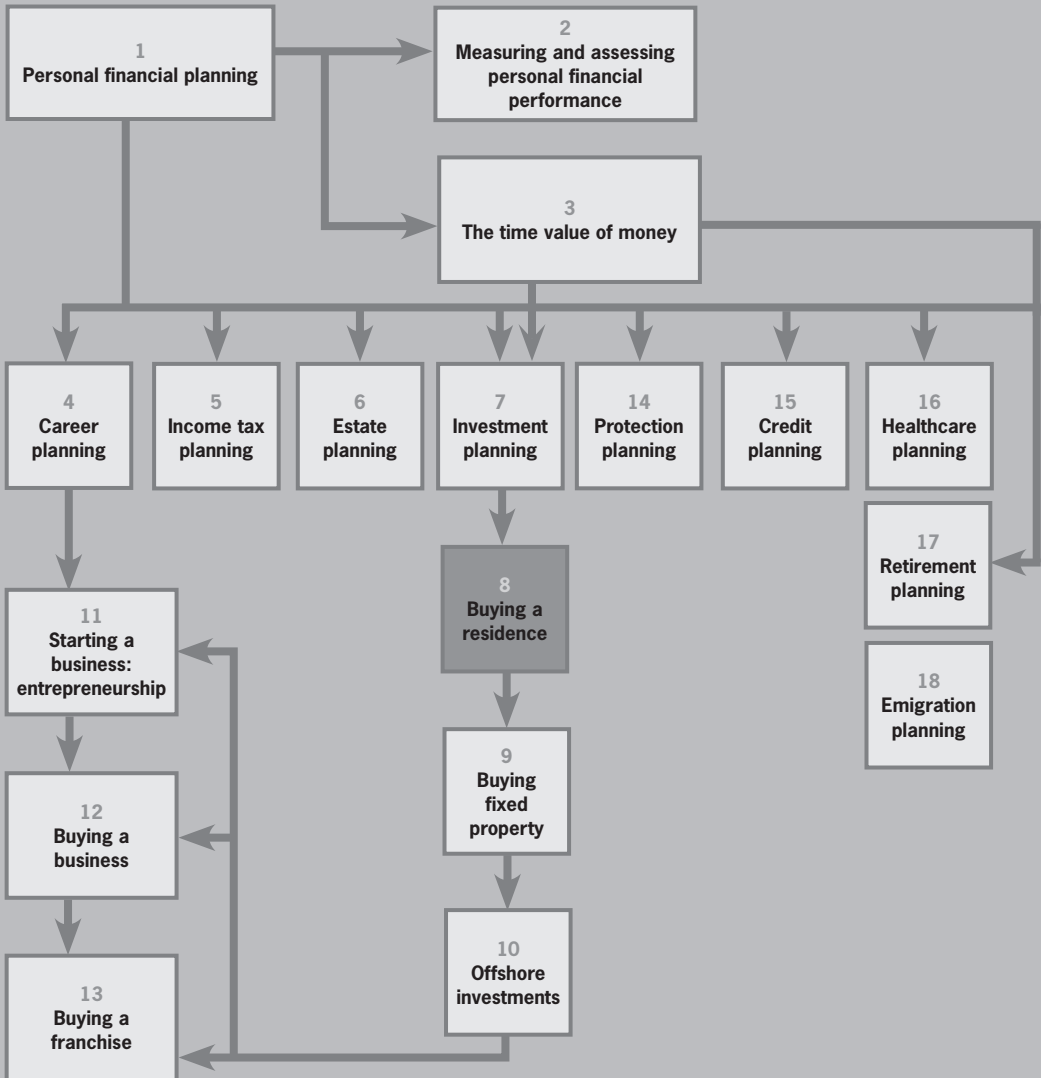 1
Personal financial planning
2
Measuring and assessing
personal financial
performance
3
The time value of money
4
Career
planning
5
Income tax
planning
6
Estate
planning
7
Investment
planning
14
Protection
planning
15
Credit
planning
16
Healthcare
planning
17
Retirement
planning
8
Buying a
residence
11
Starting a
business:
entrepreneurship
18
Emigration
planning
9
Buying
fixed
property
12
Buying a
business
10
Offshore
investments
13
Buying a
franchise